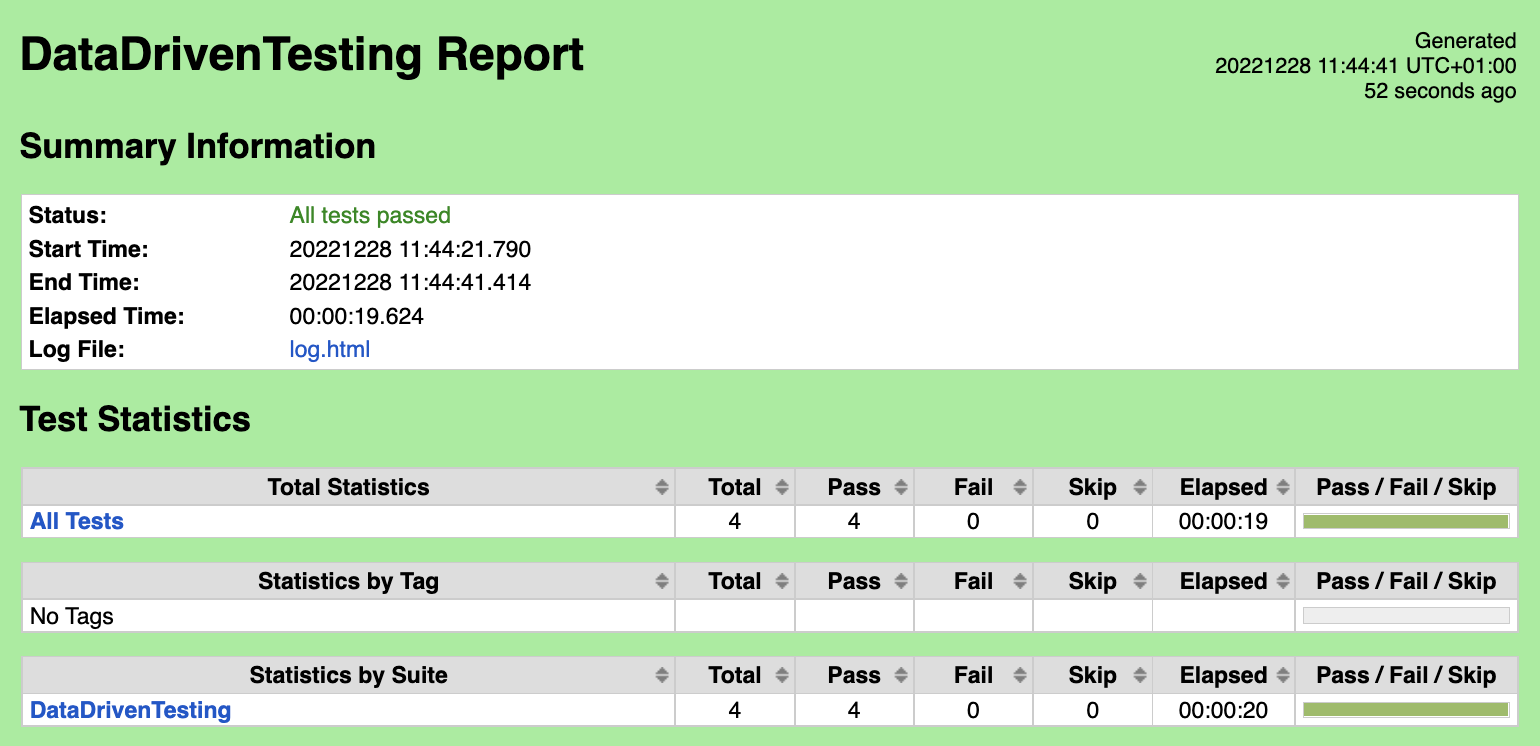 DataDrivenTesting Report
Generated
20221228 11:44:41 UTC+01:00
52 seconds ago
Summary Information
Status: All tests passed
Start Time: 20221228 11:44:21.790
End Time: 20221228 11:44:41.414
Elapsed Time: 00:00:19.624
Log File: log.html
Test Statistics
Total Statistics Total Pass Fail Skip Elapsed Pass / Fail / Skip
All Tests 4 4 0 0 00:00:19
Statistics by Tag Total Pass Fail Skip Elapsed Pass / Fail / Skip
No Tags
Statistics by Suite Total Pass Fail Skip Elapsed Pass / Fail / Skip
DataDrivenTesting 4 4 0 0 00:00:20